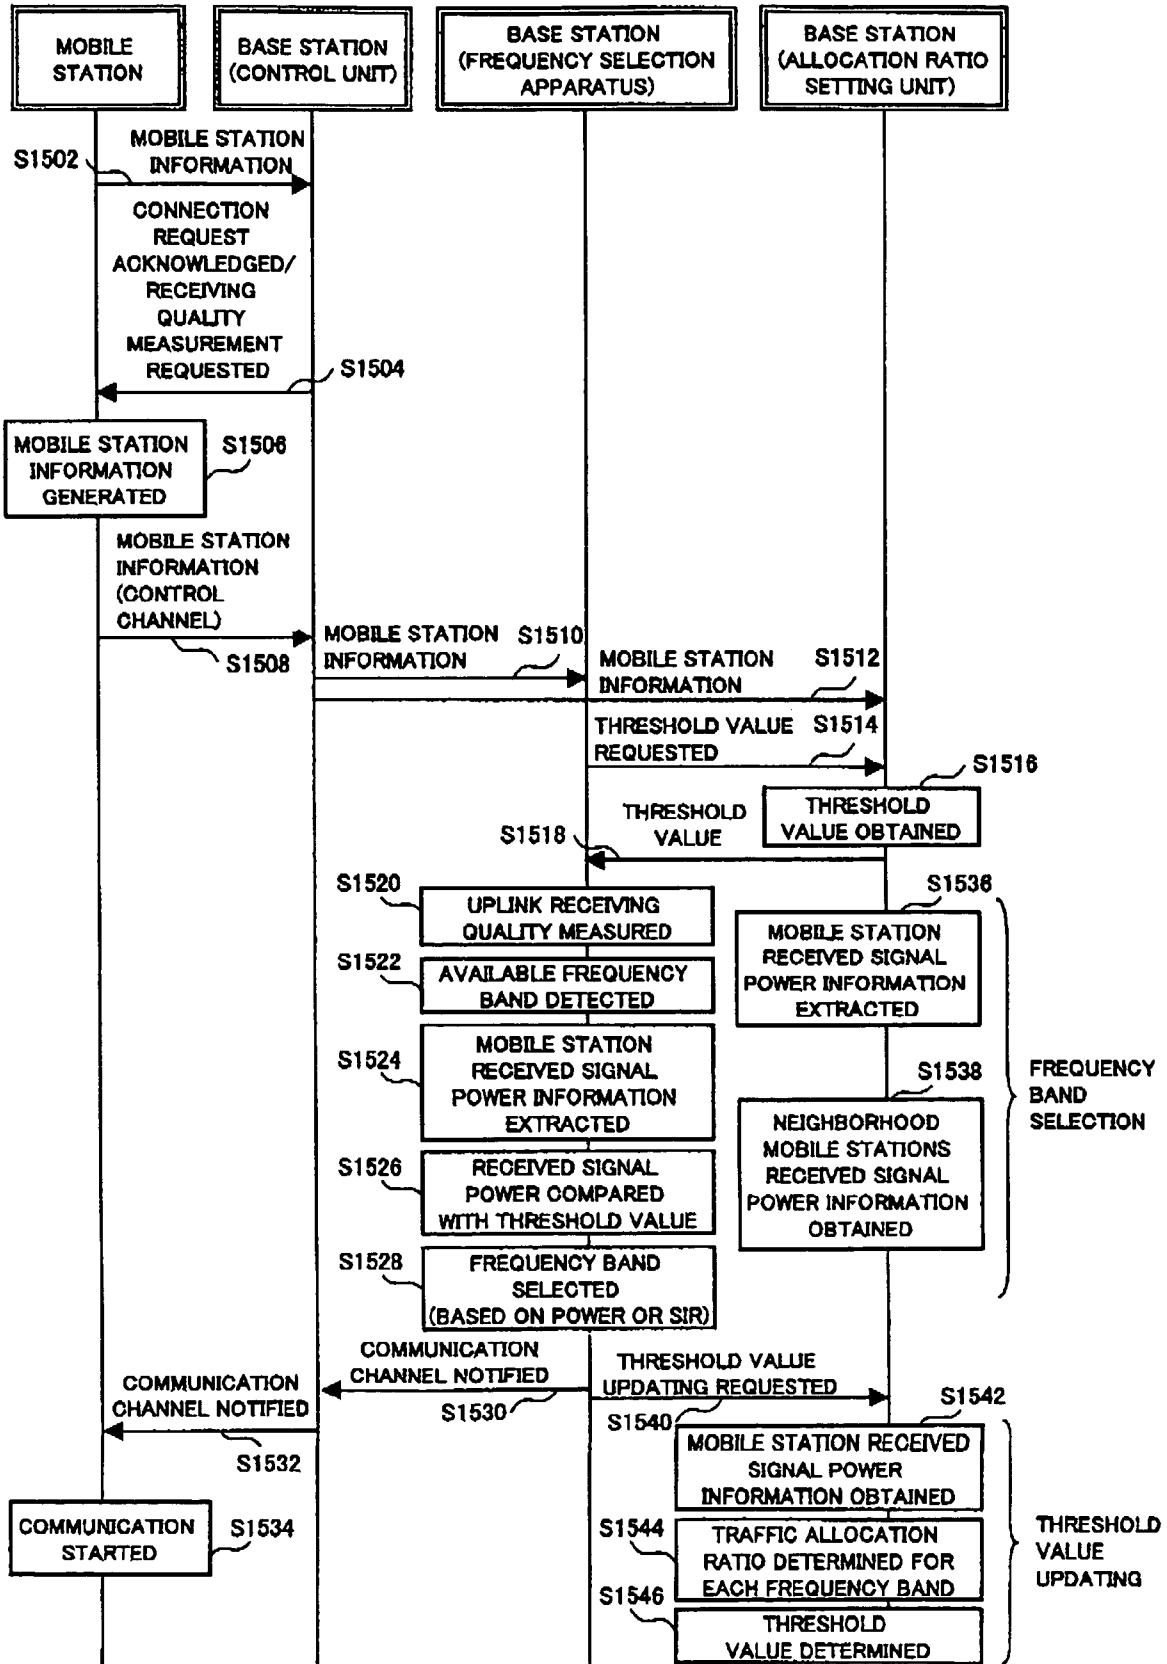 MOBILE
STATION
BASE STATION
(CONTROL UNIT)
BASE STATION
(FREQUENCY SELECTION
APPARATUS)
BASE STATION
(ALLOCATION RATIO
SETTING UNIT)
MOBILE STATION
INFORMATION
S1502
CONNECTION
REQUEST
ACKNOWLEDGED/
RECEIVING
QUALITY
MEASUREMENT
REQUESTED
S1504
MOBILE STATION
INFORMATION
GENERATED
S1506
MOBILE STATION
INFORMATION
(CONTROL
CHANNEL)
S1508
MOBILE STATION
INFORMATION
S1510
MOBILE STATION
INFORMATION
S1512
THRESHOLD VALUE
REQUESTED
S1514
S1516
THRESHOLD
VALUE OBTAINED
THRESHOLD
VALUE
S1518
S1520
UPLINK RECEIVING
QUALITY MEASURED
S1522
AVAILABLE FREQUENCY
BAND DETECTED
S1524
MOBILE STATION
RECEIVED SIGNAL
POWER INFORMATION
EXTRACTED
S1526
RECEIVED SIGNAL
POWER COMPARED
WITH THRESHOLD VALUE
S1528
FREQUENCY BAND
SELECTED
(BASED ON POWER OR SIR)
S1536
MOBILE STATION
RECEIVED SIGNAL
POWER INFORMATION
EXTRACTED
S1538
NEIGHBORHOOD
MOBILE STATIONS
RECEIVED SIGNAL
POWER INFORMATION
OBTAINED
FREQUENCY
BAND
SELECTION
COMMUNICATION
CHANNEL NOTIFIED
S1530
COMMUNICATION
CHANNEL NOTIFIED
S1532
COMMUNICATION
STARTED
S1534
THRESHOLD VALUE
UPDATING REQUESTED
S1540
S1542
MOBILE STATION RECEIVED
SIGNAL POWER
INFORMATION OBTAINED
S1544
TRAFFIC ALLOCATION
RATIO DETERMINED FOR
EACH FREQUENCY BAND
S1546
THRESHOLD
VALUE DETERMINED
THRESHOLD
VALUE
UPDATING